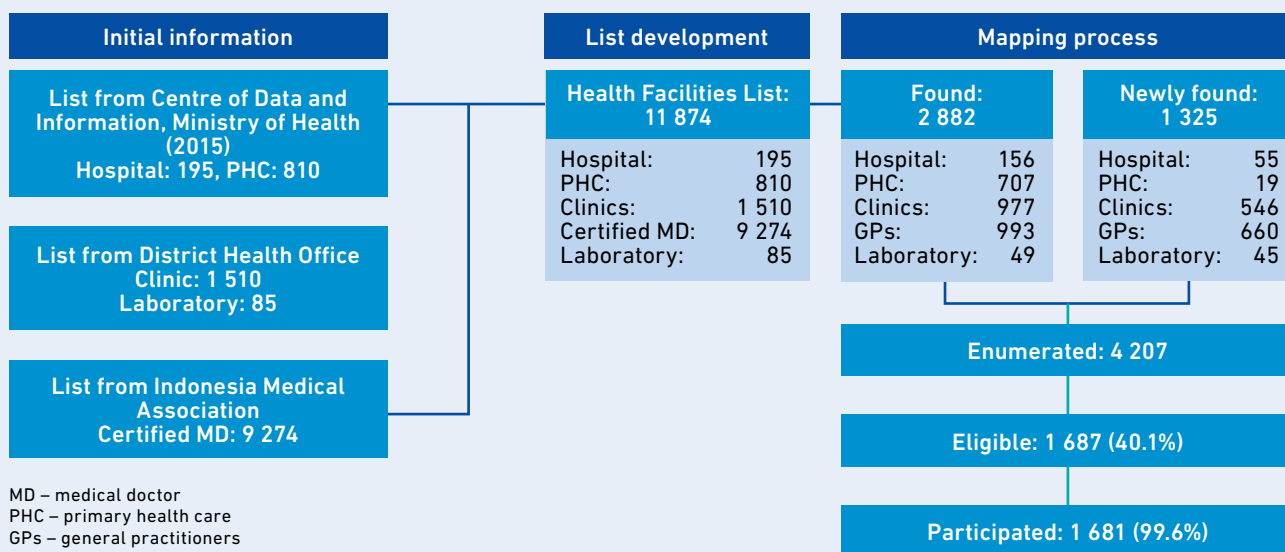 Initial information
List from Centre of Data and
Information, Ministry of Health
(2015)
Hospital: 195, PHC: 810
List from District Health Office
Clinic: 1 510
Laboratory: 85
List from Indonesia Medical
Association
Certified MD: 9 274
MD – medical doctor
PHC – primary health care
GPs – general practitioners
List development
Health Facilities List:
11 874
Hospital: 195
PHC: 810
Clinics: 1 510
Certified MD: 9 274
Laboratory: 85
Mapping process
Found:
2 882
Hospital: 156
PHC: 707
Clinics: 977
GPs: 993
Laboratory: 49
Newly found:
1 325
Hospital: 55
PHC: 19
Clinics: 546
GPs: 660
Laboratory: 45
Enumerated: 4 207
Eligible: 1 687 (40.1%)
Participated: 1 681 (99.6%)